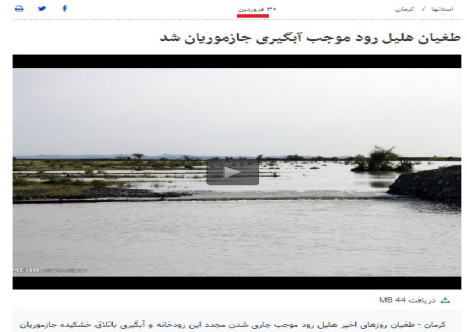 استانها / کرمان
۳۰ فروردین
طغیان هلیل رود موجب آبگیری جازموریان شد
MEHR
دریافت 44 MB
کرمان - طغیان روزهای اخیر هلیل رود موجب جاری شدن مجدد این رودخانه و آبگیری باتلاق خشکیده جازموریان